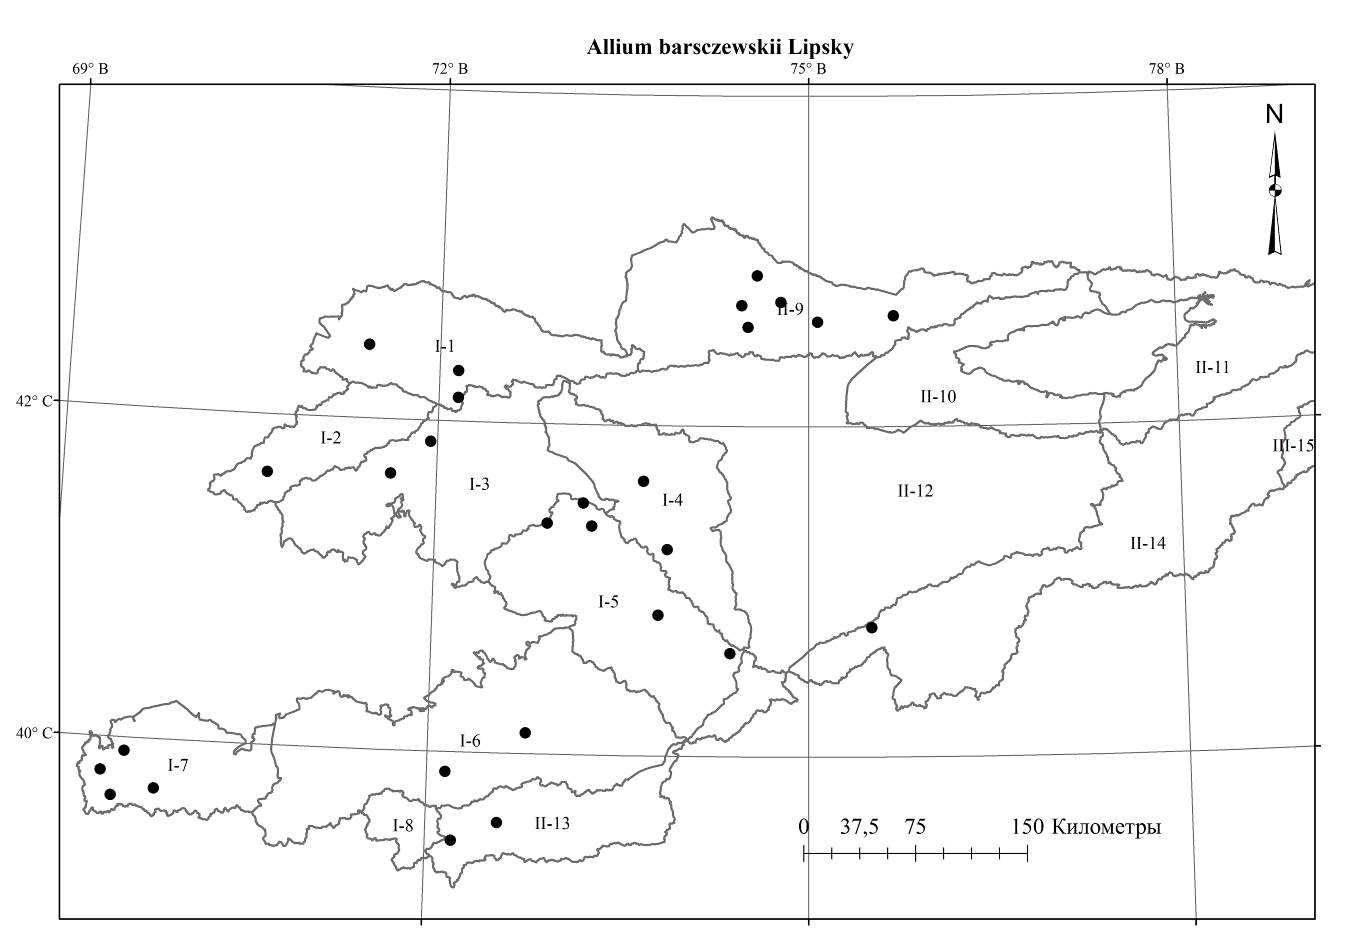 Allium barsczewskii Lipsky
69° В
72° В
75° В
78° В
N
II-9
I-1
II-11
II-10
42° С
I-2
III-15
I-3
II-12
I-4
II-14
I-5
40° С
I-6
I-7
I-8
II-13
0 37,5 75 150 Километры